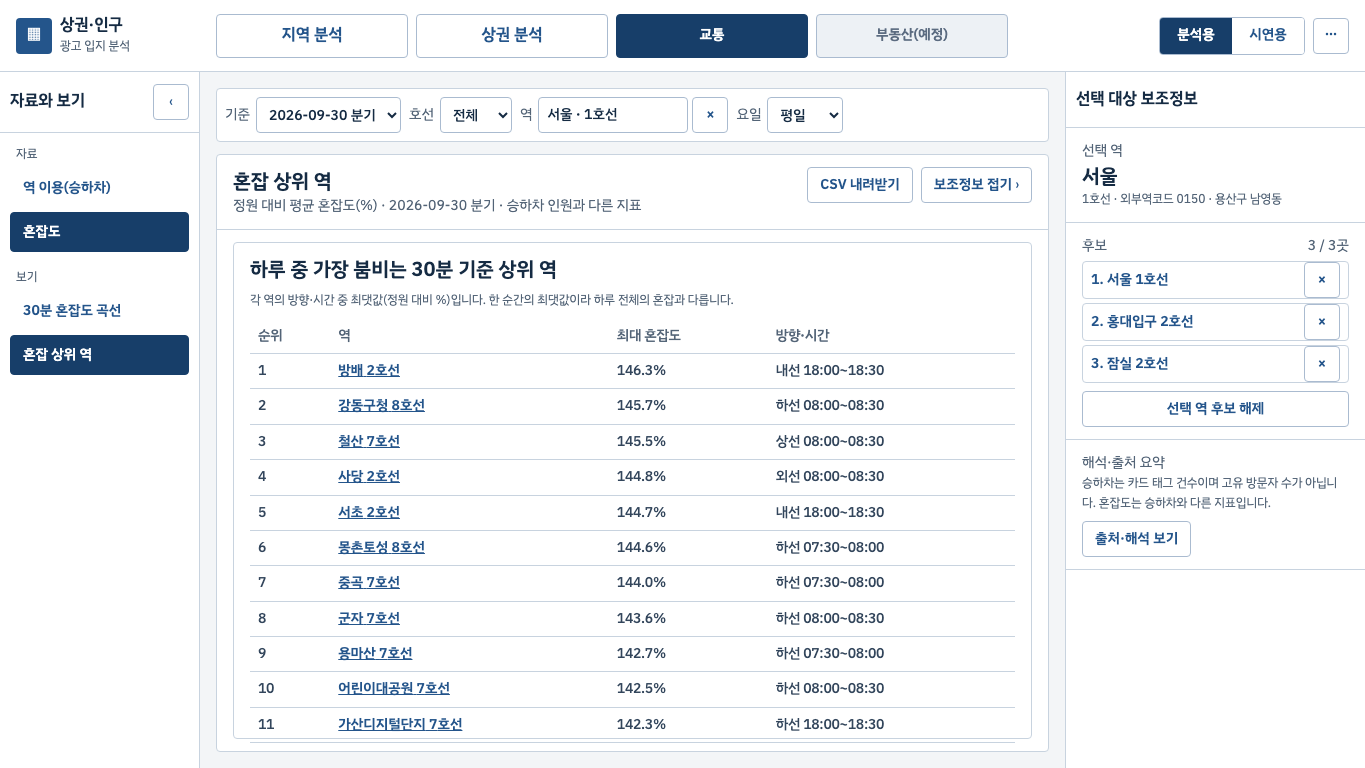 상권·인구
광고 입지 분석
지역 분석
상권 분석
교통
부동산(예정)
분석용
시연용
···
자료와 보기
‹
자료
역 이용(승하차)
혼잡도
보기
30분 혼잡도 곡선
혼잡 상위 역
기준
2026-09-30 분기
호선
전체
역
서울 · 1호선
×
요일
평일
혼잡 상위 역
정원 대비 평균 혼잡도(%) · 2026-09-30 분기 · 승하차 인원과 다른 지표
CSV 내려받기
보조정보 접기 ›
하루 중 가장 붐비는 30분 기준 상위 역
각 역의 방향·시간 중 최댓값(정원 대비 %)입니다. 한 순간의 최댓값이라 하루 전체의 혼잡과 다릅니다.
순위 역 최대 혼잡도 방향·시간
1 방배 2호선 146.3% 내선 18:00~18:30
2 강동구청 8호선 145.7% 하선 08:00~08:30
3 철산 7호선 145.5% 상선 08:00~08:30
4 사당 2호선 144.8% 외선 08:00~08:30
5 서초 2호선 144.7% 내선 18:00~18:30
6 몽촌토성 8호선 144.6% 하선 07:30~08:00
7 중곡 7호선 144.0% 하선 07:30~08:00
8 군자 7호선 143.6% 하선 08:00~08:30
9 용마산 7호선 142.7% 하선 07:30~08:00
10 어린이대공원 7호선 142.5% 하선 08:00~08:30
11 가산디지털단지 7호선 142.3% 하선 18:00~18:30
선택 대상 보조정보
선택 역
서울
1호선 · 외부역코드 0150 · 용산구 남영동
후보 3 / 3곳
1. 서울 1호선 ×
2. 홍대입구 2호선 ×
3. 잠실 2호선 ×
선택 역 후보 해제
해석·출처 요약
승하차는 카드 태그 건수이며 고유 방문자 수가 아닙니
다. 혼잡도는 승하차와 다른 지표입니다.
출처·해석 보기